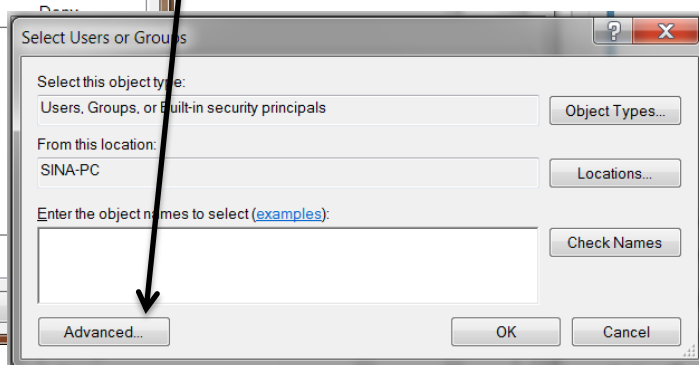 Deny
Select Users or Groups
Select this object type:
Users, Groups, or Built-in security principals
Object Types...
From this location:
SINA-PC
Locations...
Enter the object names to select (examples):
Check Names
Advanced...
OK
Cancel